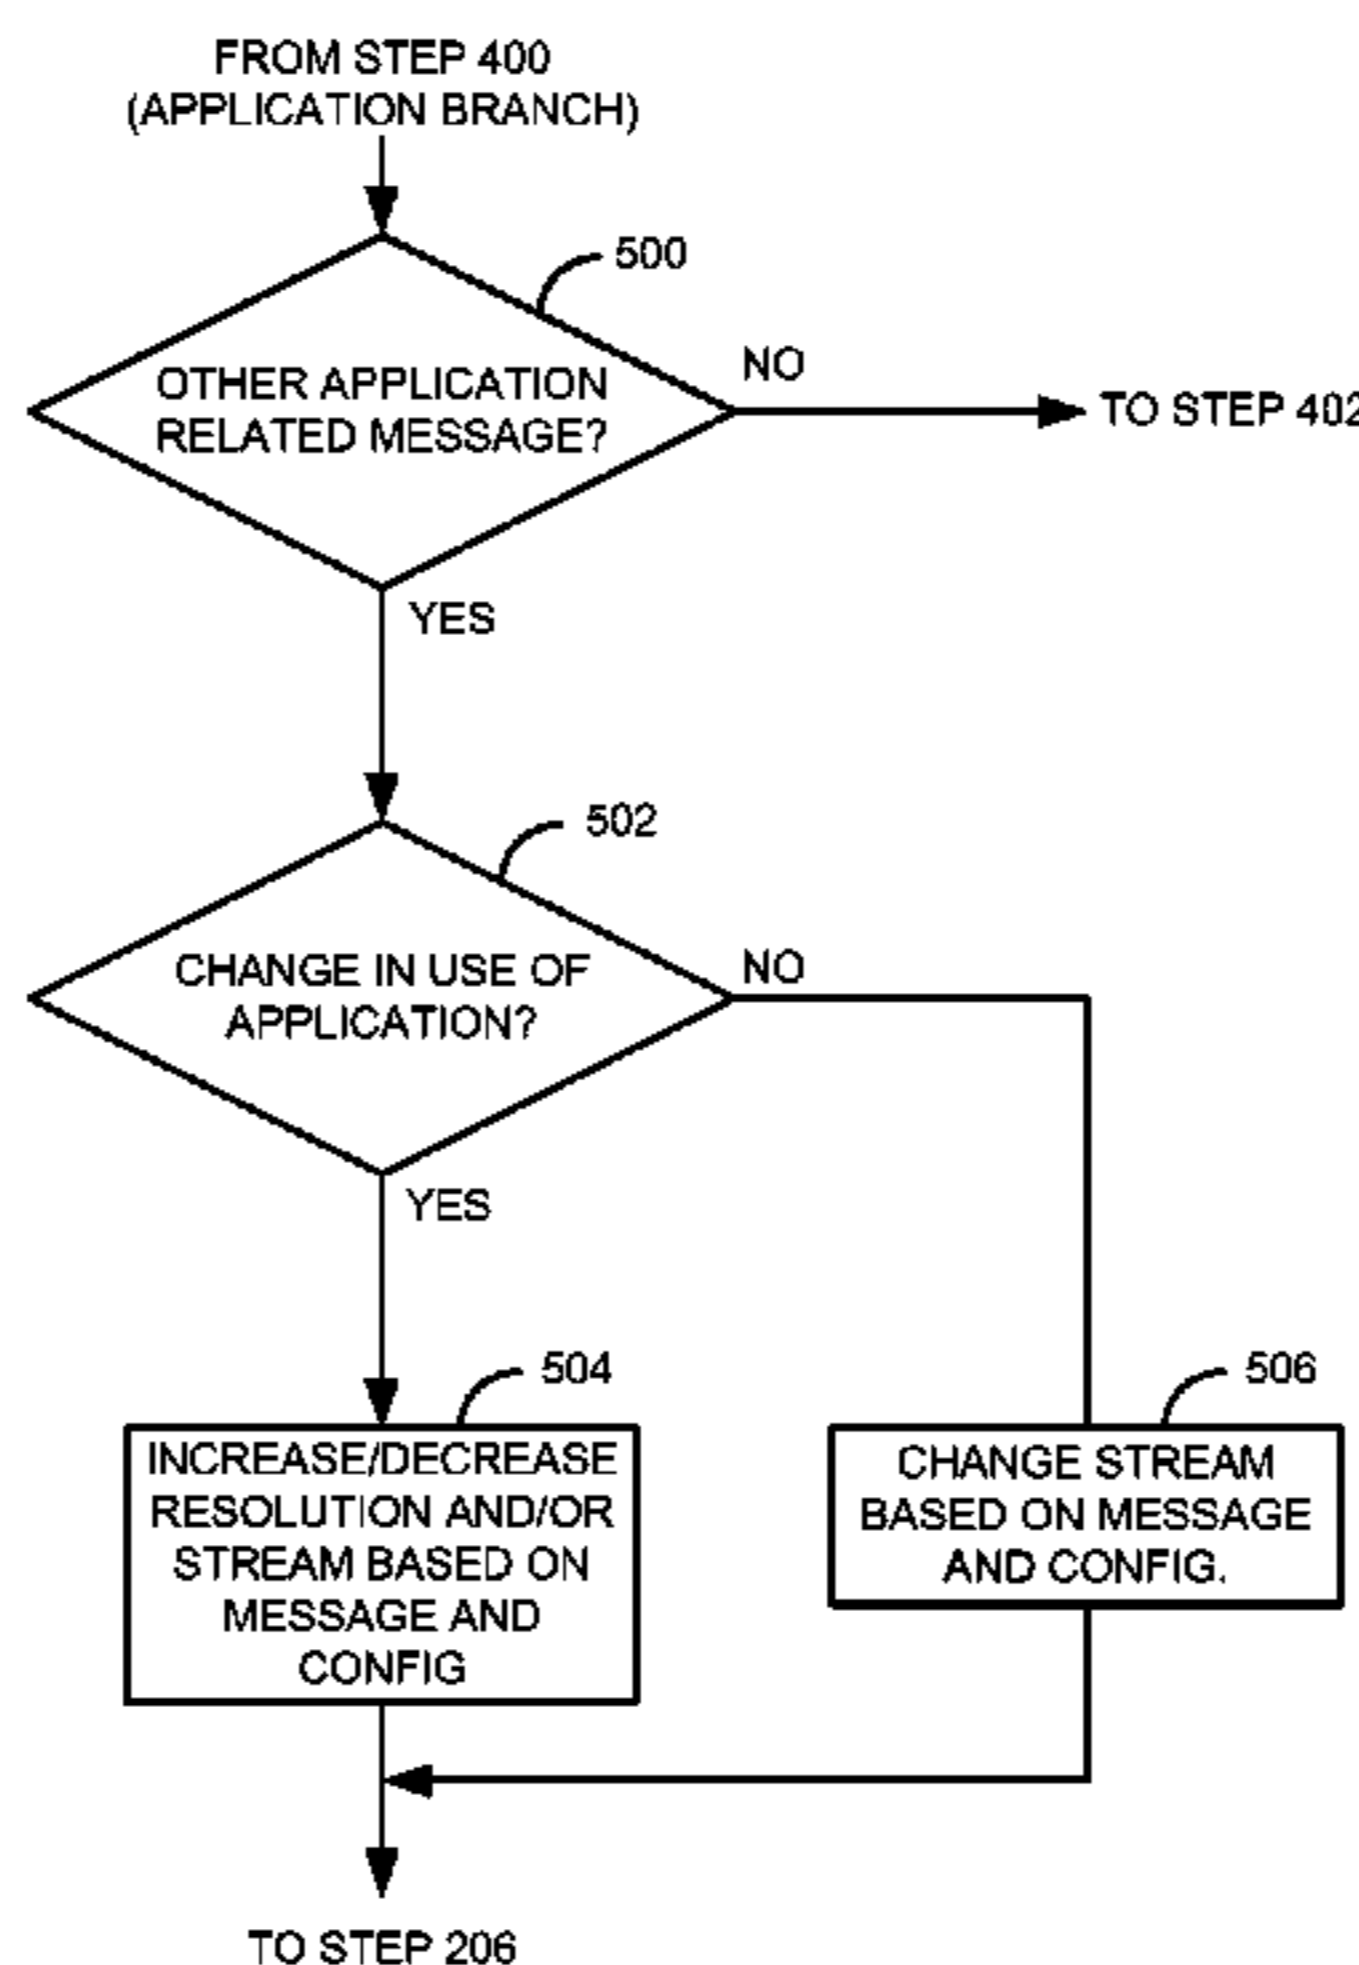 FROM STEP 400
(APPLICATION BRANCH)
500
OTHER APPLICATION
RELATED MESSAGE?
NO
TO STEP 402
YES
502
CHANGE IN USE OF
APPLICATION?
NO
YES
504
INCREASE/DECREASE
RESOLUTION AND/OR
STREAM BASED ON
MESSAGE AND
CONFIG
506
CHANGE STREAM
BASED ON MESSAGE
AND CONFIG.
TO STEP 206